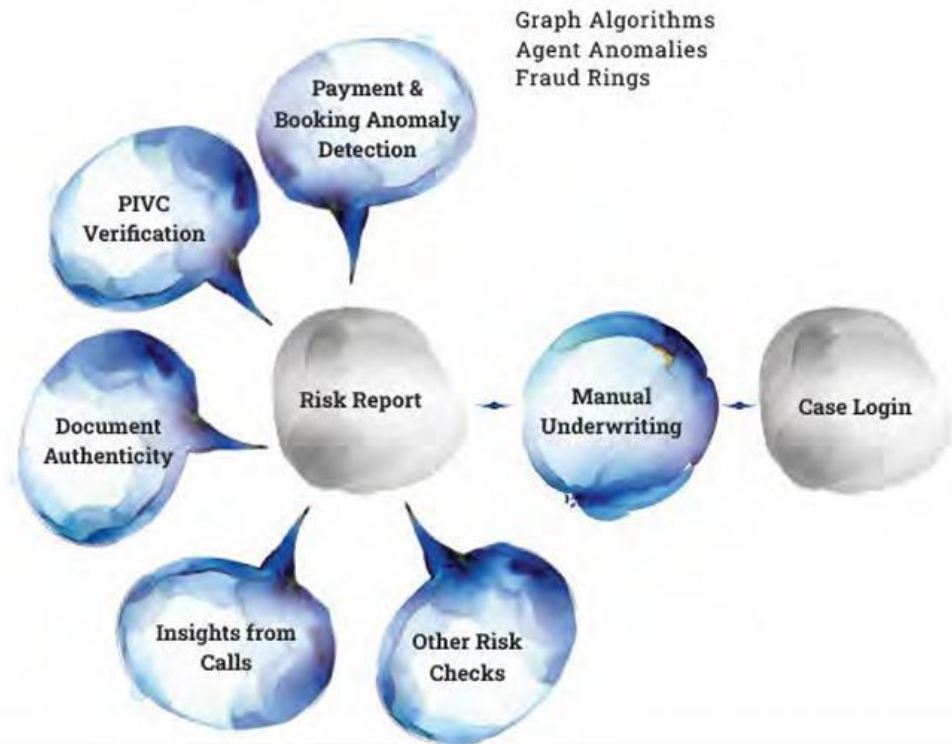 Graph Algorithms
Agent Anomalies
Fraud Rings
Payment &
Booking Anomaly
Detection
PIVC
Verification
Document
Authenticity
Risk Report
Manual
Underwriting
Case Login
Insights from
Calls
Other Risk
Checks